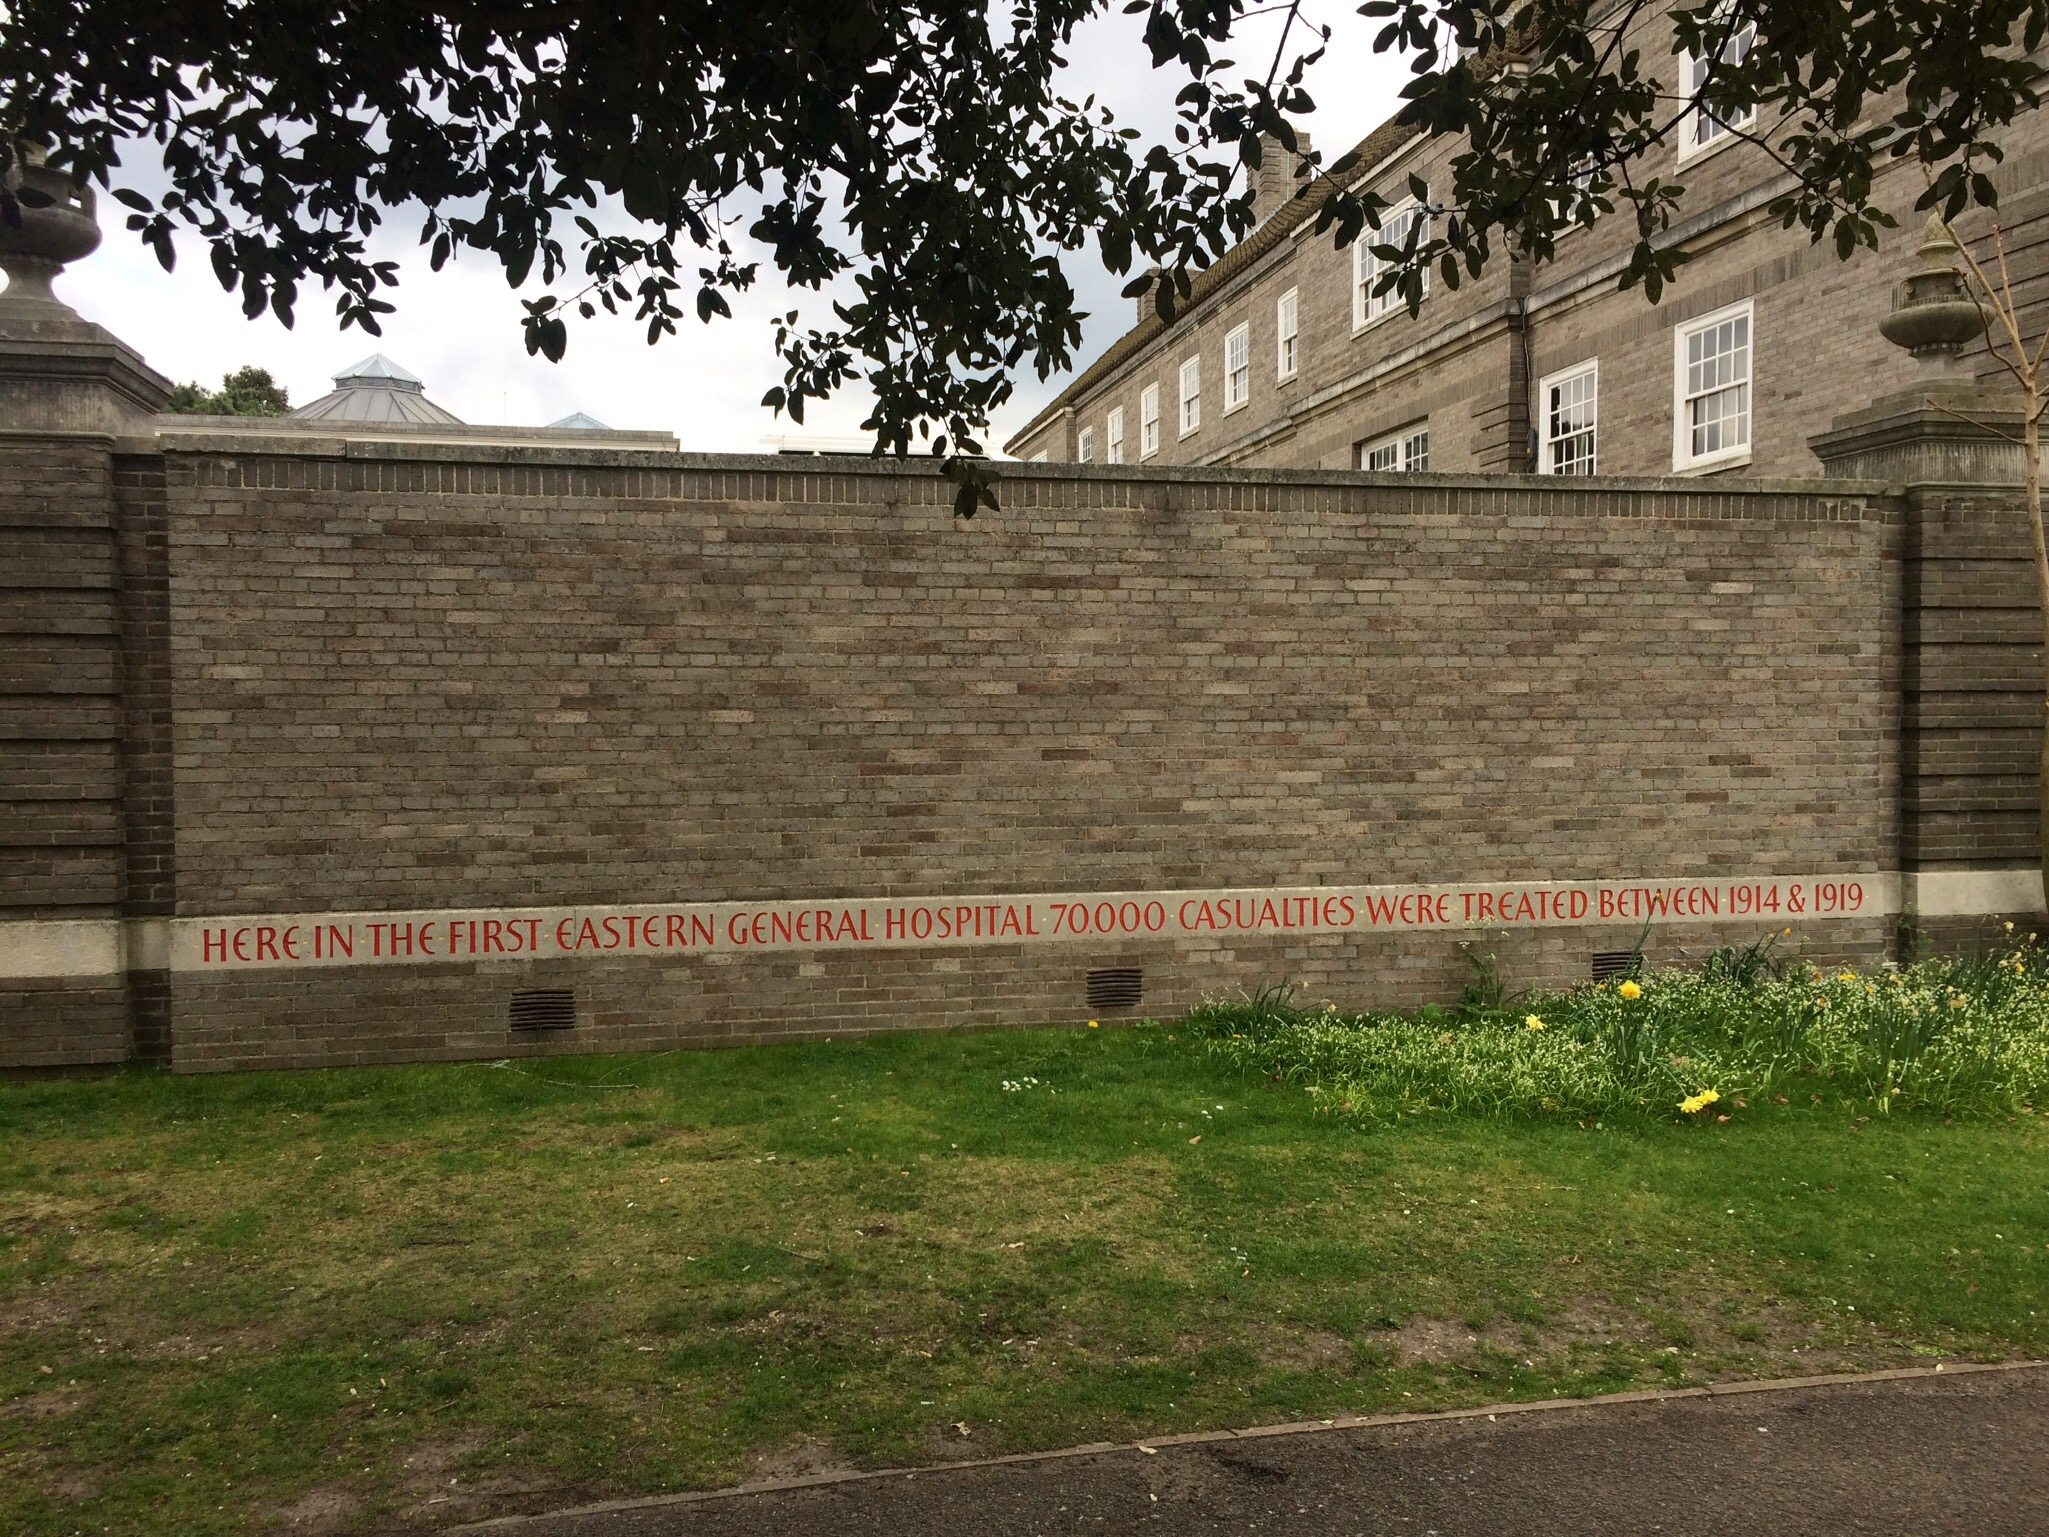 HERE · IN · THE · FIRST · EASTERN GENERAL · HOSPITAL · 70.000 · CASUALTIES · WERE · TREATED BETWEEN · 1914 & 1919